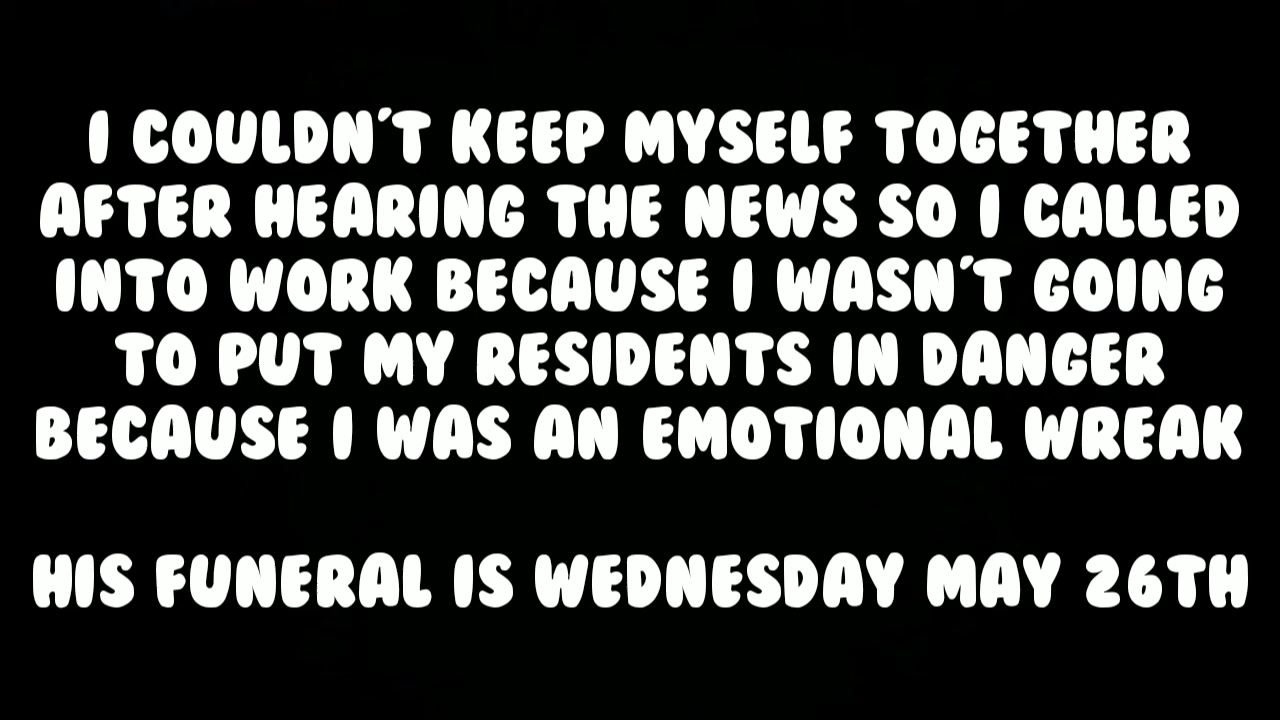 I COULDN'T KEEP MYSELF TOGETHER
AFTER HEARING THE NEWS SO I CALLED
INTO WORK BECAUSE I WASN'T GOING
TO PUT MY RESIDENTS IN DANGER
BECAUSE I WAS AN EMOTIONAL WREAK
HIS FUNERAL IS WEDNESDAY MAY 26TH